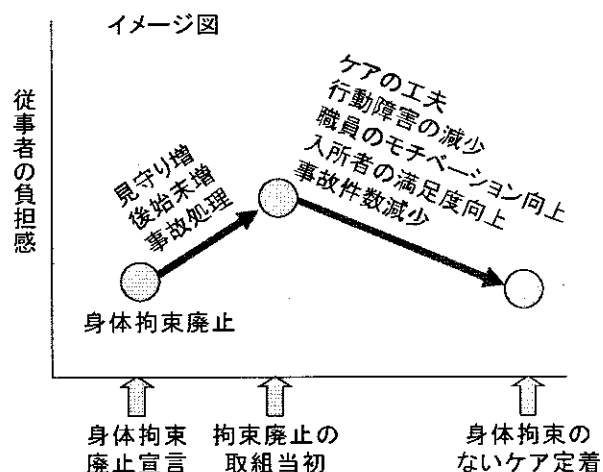 イメージ図
従事者の負担感
見守り増
後始末増
事故処理
ケアの工夫
行動障害の減少
職員のモチベーション向上
入所者の満足度向上
事故件数減少
身体拘束廃止
身体拘束
廃止宣言
拘束廃止の
取組当初
身体拘束の
ないケア定着